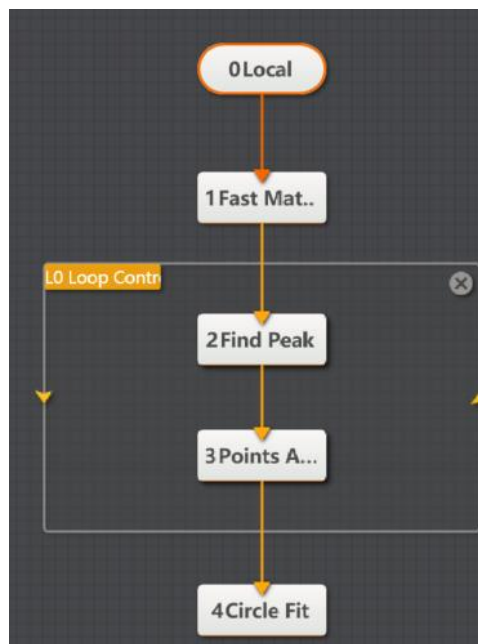 0Local
1Fast Mat..
L0 Loop Contr
2Find Peak
3Points A...
4Circle Fit